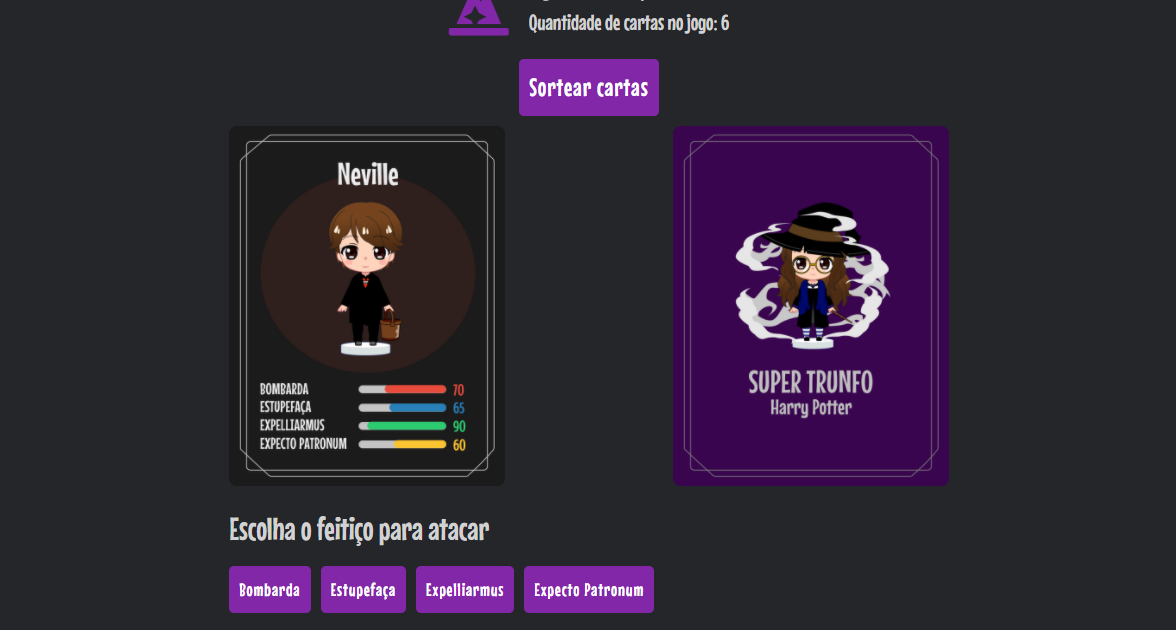 Quantidade de cartas no jogo: 6
Sortear cartas
Neville
BOMBARDA 70
ESTUPEFAÇA 65
EXPELLIARMUS 90
EXPECTO PATRONUM 60
SUPER TRUNFO
Harry Potter
Escolha o feitiço para atacar
Bombarda
Estupefaça
Expelliarmus
Expecto Patronum